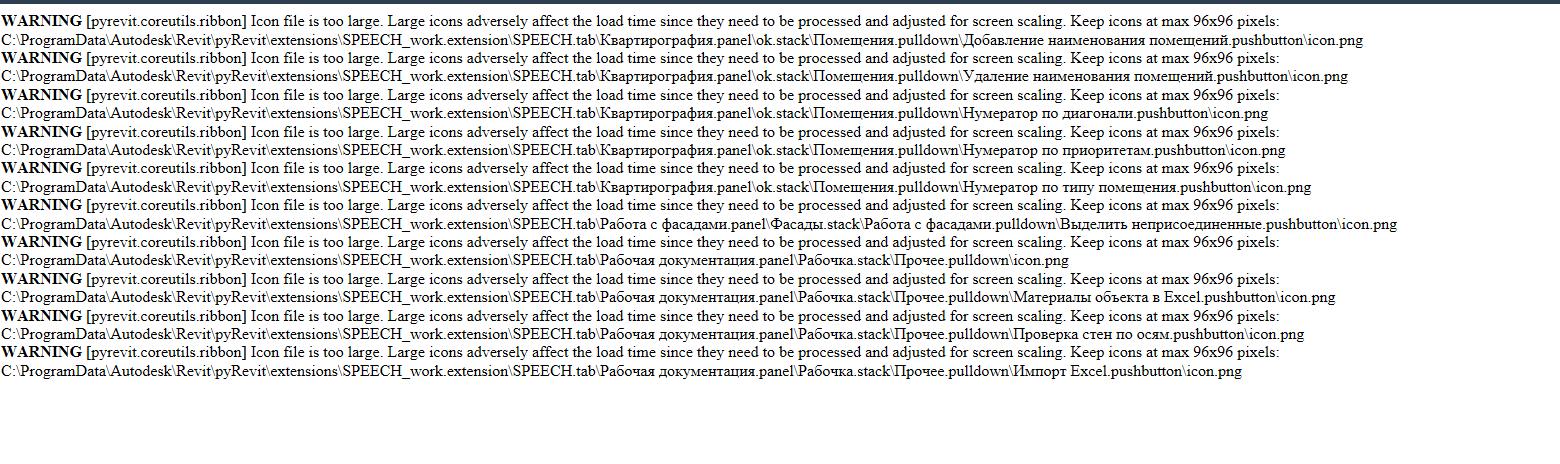 WARNING [pyrevit.coreutils.ribbon] Icon file is too large. Large icons adversely affect the load time since they need to be processed and adjusted for screen scaling. Keep icons at max 96x96 pixels:
C:\ProgramData\Autodesk\Revit\pyRevit\extensions\SPEECH_work.extension\SPEECH.tab\Квартирография.panel\ok.stack\Помещения.pulldown\Добавление наименования помещений.pushbutton\icon.png
WARNING [pyrevit.coreutils.ribbon] Icon file is too large. Large icons adversely affect the load time since they need to be processed and adjusted for screen scaling. Keep icons at max 96x96 pixels:
C:\ProgramData\Autodesk\Revit\pyRevit\extensions\SPEECH_work.extension\SPEECH.tab\Квартирография.panel\ok.stack\Помещения.pulldown\Удаление наименования помещений.pushbutton\icon.png
WARNING [pyrevit.coreutils.ribbon] Icon file is too large. Large icons adversely affect the load time since they need to be processed and adjusted for screen scaling. Keep icons at max 96x96 pixels:
C:\ProgramData\Autodesk\Revit\pyRevit\extensions\SPEECH_work.extension\SPEECH.tab\Квартирография.panel\ok.stack\Помещения.pulldown\Нумератор по диагонали.pushbutton\icon.png
WARNING [pyrevit.coreutils.ribbon] Icon file is too large. Large icons adversely affect the load time since they need to be processed and adjusted for screen scaling. Keep icons at max 96x96 pixels:
C:\ProgramData\Autodesk\Revit\pyRevit\extensions\SPEECH_work.extension\SPEECH.tab\Квартирография.panel\ok.stack\Помещения.pulldown\Нумератор по приоритетам.pushbutton\icon.png
WARNING [pyrevit.coreutils.ribbon] Icon file is too large. Large icons adversely affect the load time since they need to be processed and adjusted for screen scaling. Keep icons at max 96x96 pixels:
C:\ProgramData\Autodesk\Revit\pyRevit\extensions\SPEECH_work.extension\SPEECH.tab\Квартирография.panel\ok.stack\Помещения.pulldown\Нумератор по типу помещения.pushbutton\icon.png
WARNING [pyrevit.coreutils.ribbon] Icon file is too large. Large icons adversely affect the load time since they need to be processed and adjusted for screen scaling. Keep icons at max 96x96 pixels:
C:\ProgramData\Autodesk\Revit\pyRevit\extensions\SPEECH_work.extension\SPEECH.tab\Работа с фасадами.panel\Фасады.stack\Работа с фасадами.pulldown\Выделить неприсоединенные.pushbutton\icon.png
WARNING [pyrevit.coreutils.ribbon] Icon file is too large. Large icons adversely affect the load time since they need to be processed and adjusted for screen scaling. Keep icons at max 96x96 pixels:
C:\ProgramData\Autodesk\Revit\pyRevit\extensions\SPEECH_work.extension\SPEECH.tab\Рабочая документация.panel\Рабочка.stack\Прочее.pulldown\icon.png
WARNING [pyrevit.coreutils.ribbon] Icon file is too large. Large icons adversely affect the load time since they need to be processed and adjusted for screen scaling. Keep icons at max 96x96 pixels:
C:\ProgramData\Autodesk\Revit\pyRevit\extensions\SPEECH_work.extension\SPEECH.tab\Рабочая документация.panel\Рабочка.stack\Прочее.pulldown\Материалы объекта в Excel.pushbutton\icon.png
WARNING [pyrevit.coreutils.ribbon] Icon file is too large. Large icons adversely affect the load time since they need to be processed and adjusted for screen scaling. Keep icons at max 96x96 pixels:
C:\ProgramData\Autodesk\Revit\pyRevit\extensions\SPEECH_work.extension\SPEECH.tab\Рабочая документация.panel\Рабочка.stack\Прочее.pulldown\Проверка стен по осям.pushbutton\icon.png
WARNING [pyrevit.coreutils.ribbon] Icon file is too large. Large icons adversely affect the load time since they need to be processed and adjusted for screen scaling. Keep icons at max 96x96 pixels:
C:\ProgramData\Autodesk\Revit\pyRevit\extensions\SPEECH_work.extension\SPEECH.tab\Рабочая документация.panel\Рабочка.stack\Прочее.pulldown\Импорт Excel.pushbutton\icon.png